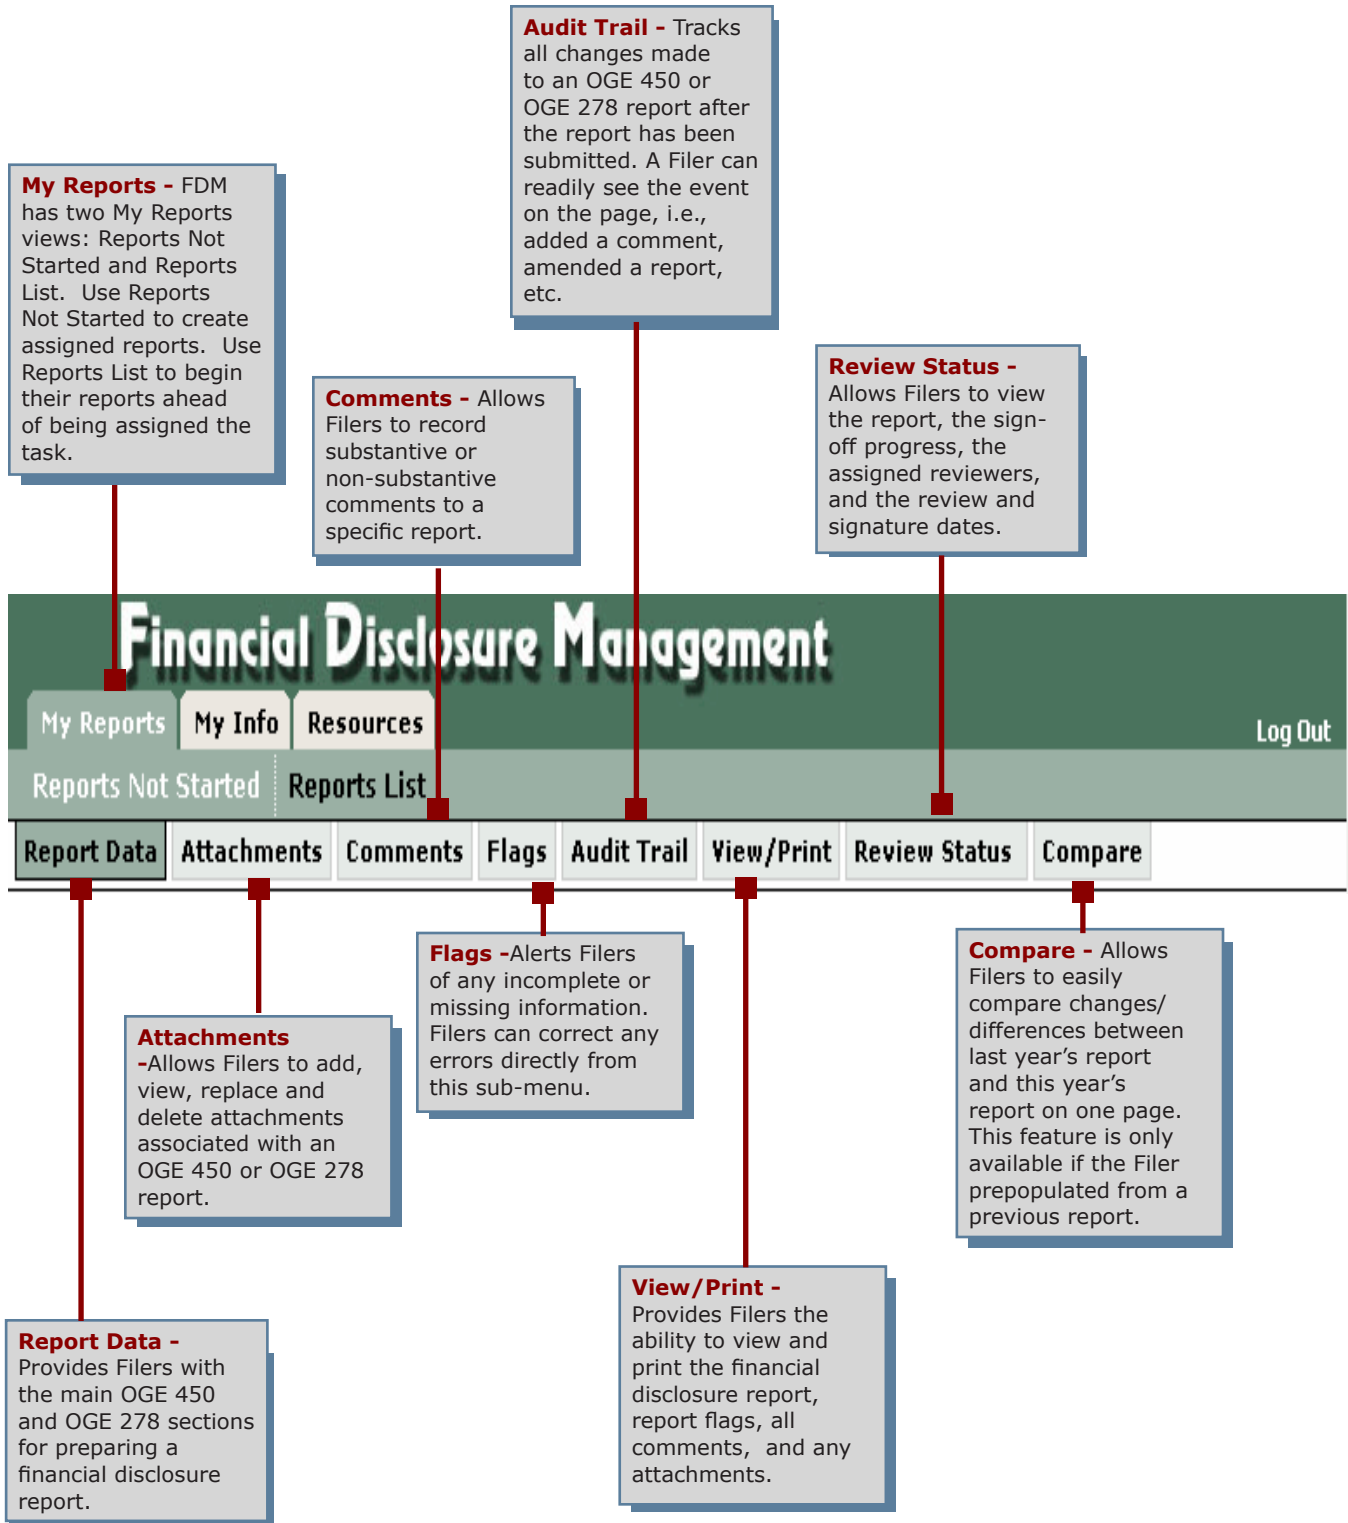 Audit Trail - Tracks
all changes made
to an OGE 450 or
OGE 278 report after
the report has been
submitted. A Filer can
readily see the event
on the page, i.e.,
added a comment,
amended a report,
etc.
My Reports - FDM
has two My Reports
views: Reports Not
Started and Reports
List. Use Reports
Not Started to create
assigned reports. Use
Reports List to begin
their reports ahead
of being assigned the
task.
Comments - Allows
Filers to record
substantive or
non-substantive
comments to a
specific report.
Review Status -
Allows Filers to view
the report, the sign-
off progress, the
assigned reviewers,
and the review and
signature dates.
Financial Disclosure Management
My Reports My Info Resources
Log Out
Reports Not Started Reports List
Report Data Attachments Comments Flags Audit Trail View/Print Review Status Compare
Flags -Alerts Filers
of any incomplete or
missing information.
Filers can correct any
errors directly from
this sub-menu.
Compare - Allows
Filers to easily
compare changes/
differences between
last year’s report
and this year’s
report on one page.
This feature is only
available if the Filer
prepopulated from a
previous report.
Attachments
-Allows Filers to add,
view, replace and
delete attachments
associated with an
OGE 450 or OGE 278
report.
View/Print -
Provides Filers the
ability to view and
print the financial
disclosure report,
report flags, all
comments, and any
attachments.
Report Data -
Provides Filers with
the main OGE 450
and OGE 278 sections
for preparing a
financial disclosure
report.